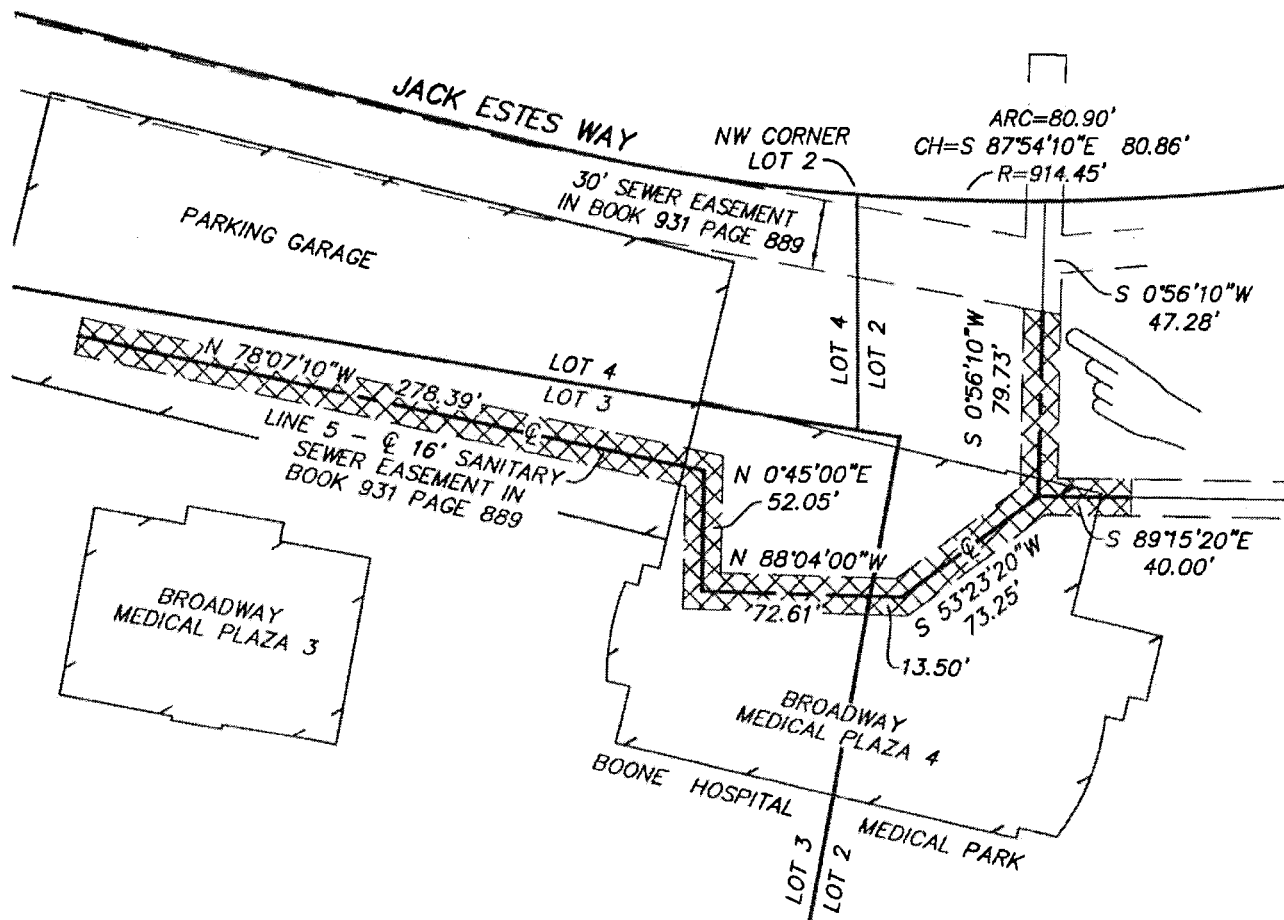 JACK ESTES WAY
NW CORNER
LOT 2
ARC=80.90'
CH=S 87°54'10"E 80.86'
R=914.45'
30' SEWER EASEMENT
IN BOOK 931 PAGE 889
PARKING GARAGE
S 0°56'10"W
47.28'
LOT 4
LOT 2
S 0°56'10"W
79.73'
N 78°07'10"W
278.39'
LOT 4
LOT 3
LINE 5 - ℄ 16' SANITARY
SEWER EASEMENT IN
BOOK 931 PAGE 889
℄
N 0°45'00"E
52.05'
N 88°04'00"W
72.61'
℄
S 53°23'20"W
73.25'
S 89°15'20"E
40.00'
13.50'
BROADWAY
MEDICAL PLAZA 3
BROADWAY
MEDICAL PLAZA 4
BOONE HOSPITAL MEDICAL PARK
LOT 3
LOT 2